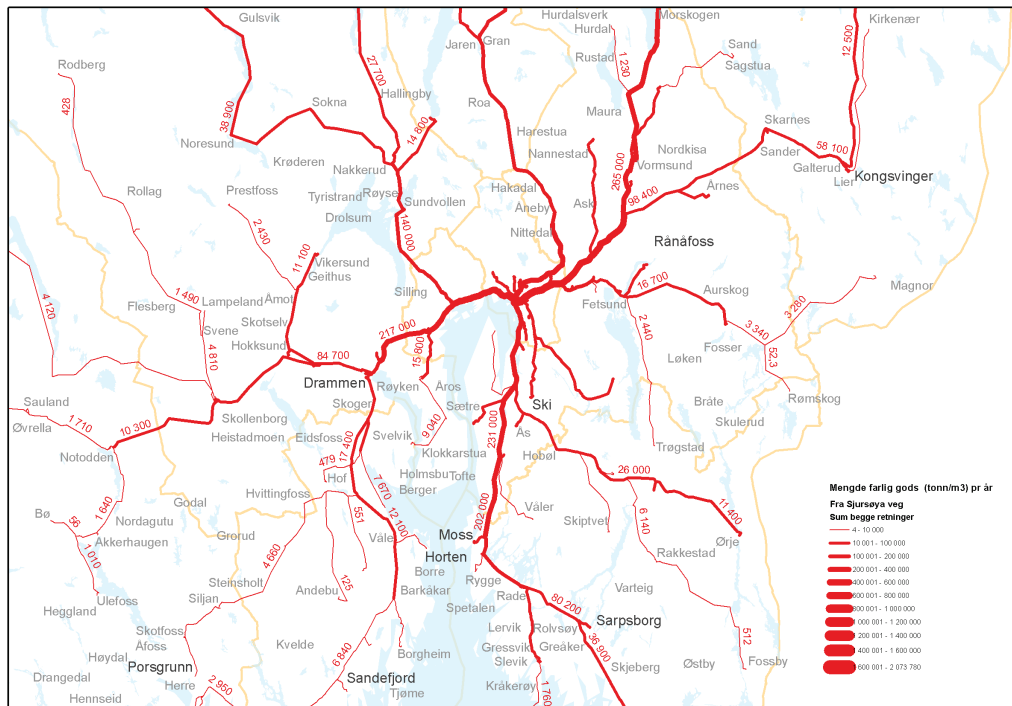 Gulsvik
Hurdalsverk
Hurdal
Morskogen
Kirkenær
Jaren
Gran
Rodberg
27 700
Rustad
1 230
Sand
Sagstua
12 500
Hallingby
428
Sokna
Roa
Maura
38 900
14 800
Harestua
Skarnes
Noresund
Nannestad
Nordkisa
Vormsund
Sander
58 100
Krøderen
Nakkerud
265 000
Galterud
Lier
Kongsvinger
Rollag
Prestfoss
Tyristrand
Røyse
Hakadal
Årnes
Drolsum
Sundvollen
Åneby
Ask
98 400
2 430
140 000
Nittedal
Rånåfoss
Vikersund
Geithus
11 100
4 120
1 490
Silling
Fetsund
16 700
Aurskog
Magnor
Flesberg
Lampeland
Åmot
3 280
Svene
Skotselv
217 000
2 440
3 340
Hokksund
Fosser
4 810
84 700
15 800
Løken
52,3
Drammen
Røyken
Åros
Rømskog
Sauland
Skoger
Sætre
Ski
Bråte
Øvrella
1 710
10 300
Skollenborg
Heistadmoen
Eidsfoss
Svelvik
9 040
231 000
Ås
Skulerud
Notodden
17 400
Klokkarstua
Hobøl
Trøgstad
479
Hof
7 670
Holmsbu
Tofte
26 000
Hvittingfoss
Berger
Bø
56
1 640
Godal
Nordagutu
551
12 100
202 000
Våler
Skiptvet
6 140
11 400
Akkerhaugen
Grorud
Våle
Moss
Ørje
1 010
4 660
Horten
Rakkestad
Steinsholt
Andebu
125
Borre
Rygge
Varteig
Ulefoss
Siljan
Barkåkar
Rade
Heggland
Spetalen
80 200
Skotfoss
Lervik
Rolvsøy
Sarpsborg
512
Åfoss
Kvelde
6 840
Borgheim
Gressvik
Greåker
36 900
Høydal
Porsgrunn
Slevik
Skjeberg
Østby
Fossby
Drangedal
Herre
Sandefjord
Kråkerøy
Hennseid
2 950
Tjøme
1 760
Mengde farlig gods (tonn/m3) pr år
Fra Sjursøya veg
Sum begge retninger
4 - 10 000
10 001 - 100 000
100 001 - 200 000
200 001 - 400 000
400 001 - 600 000
600 001 - 800 000
800 001 - 1 000 000
000 001 - 1 200 000
200 001 - 1 400 000
400 001 - 1 600 000
600 001 - 2 073 780